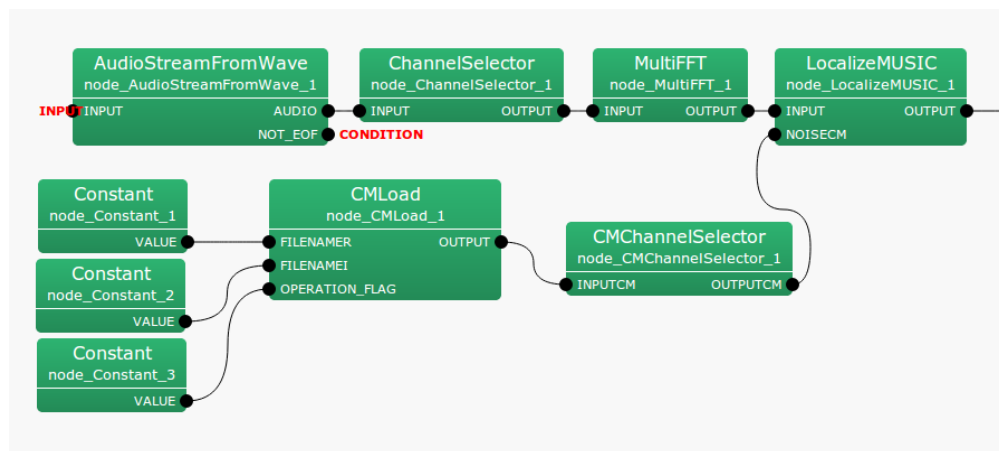 AudioStreamFromWave
node_AudioStreamFromWave_1
INPUT INPUT AUDIO
NOT_EOF CONDITION
ChannelSelector
node_ChannelSelector_1
INPUT OUTPUT
MultiFFT
node_MultiFFT_1
INPUT OUTPUT
LocalizeMUSIC
node_LocalizeMUSIC_1
INPUT OUTPUT
NOISECM
Constant
node_Constant_1
VALUE
Constant
node_Constant_2
VALUE
Constant
node_Constant_3
VALUE
CMLoad
node_CMLoad_1
FILENAMER OUTPUT
FILENAMEI
OPERATION_FLAG
CMChannelSelector
node_CMChannelSelector_1
INPUTCM OUTPUTCM